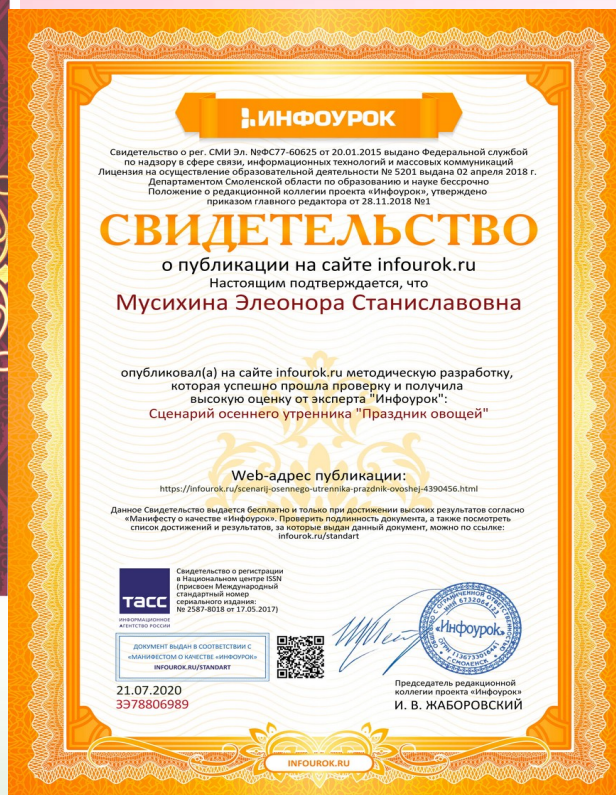 ИНФОУРОК
Свидетельство о рег. СМИ Эл. №ФС77-60625 от 20.01.2015 выдано Федеральной службой
по надзору в сфере связи, информационных технологий и массовых коммуникаций
Лицензия на осуществление образовательной деятельности № 5201 выдана 02 апреля 2018 г.
Департаментом Смоленской области по образованию и науке бессрочно
Положение о редакционной коллегии проекта «Инфоурок», утверждено
приказом главного редактора от 28.11.2018 №1
СВИДЕТЕЛЬСТВО
о публикации на сайте infourok.ru
Настоящим подтверждается, что
Мусихина Элеонора Станиславовна
опубликовал(а) на сайте infourok.ru методическую разработку,
которая успешно прошла проверку и получила
высокую оценку от эксперта "Инфоурок":
Сценарий осеннего утренника "Праздник овощей"
Web-адрес публикации:
https://infourok.ru/scenarij-osennego-utrennika-prazdnik-ovoshej-4390456.html
Данное Свидетельство выдается бесплатно и только при достижении высоких результатов согласно
«Манифесту о качестве «Инфоурок». Проверить подлинность документа, а также посмотреть
список достижений и результатов, за которые выдан данный документ, можно по ссылке:
infourok.ru/standart
Свидетельство о регистрации
в Национальном центре ISSN
(присвоен Международный
стандартный номер
сериального издания:
№ 2587-8018 от 17.05.2017)
ТАСС
ИНФОРМАЦИОННОЕ
АГЕНТСТВО РОССИИ
ДОКУМЕНТ ВЫДАН В СООТВЕТСТВИИ С
«МАНИФЕСТОМ О КАЧЕСТВЕ «ИНФОУРОК»
INFOUROK.RU/STANDART
21.07.2020
ЗЭ78806989
«Инфоурок»
Г.СМОЛЕНСК
Председатель редакционной
коллегии проекта «Инфоурок»
И. В. ЖАБОРОВСКИЙ
INFOUROK.RU